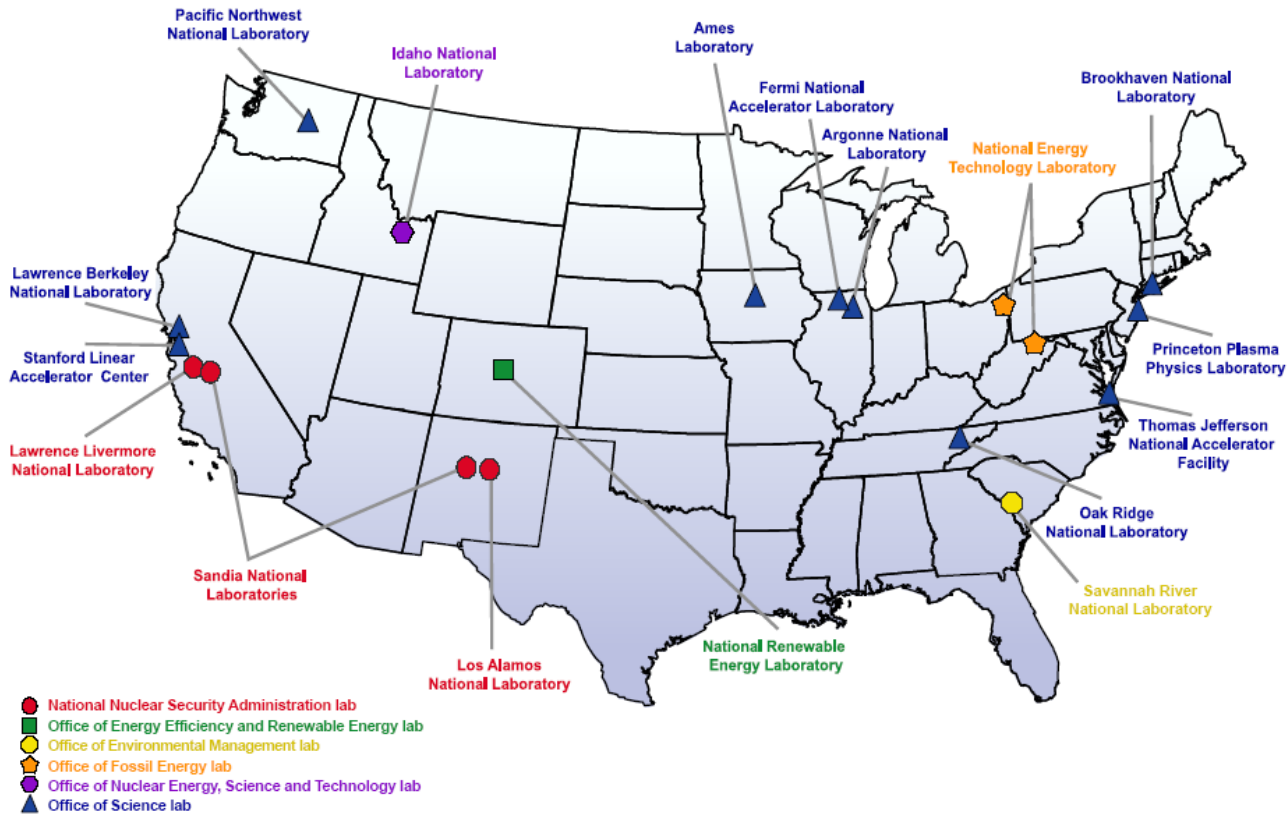 Pacific Northwest
National Laboratory
Idaho National
Laboratory
Ames
Laboratory
Fermi National
Accelerator Laboratory
Argonne National
Laboratory
Brookhaven National
Laboratory
National Energy
Technology Laboratory
Lawrence Berkeley
National Laboratory
Stanford Linear
Accelerator Center
Lawrence Livermore
National Laboratory
Sandia National
Laboratories
Los Alamos
National Laboratory
National Renewable
Energy Laboratory
Princeton Plasma
Physics Laboratory
Thomas Jefferson
National Accelerator
Facility
Oak Ridge
National Laboratory
Savannah River
National Laboratory
National Nuclear Security Administration lab
Office of Energy Efficiency and Renewable Energy lab
Office of Environmental Management lab
Office of Fossil Energy lab
Office of Nuclear Energy, Science and Technology lab
Office of Science lab